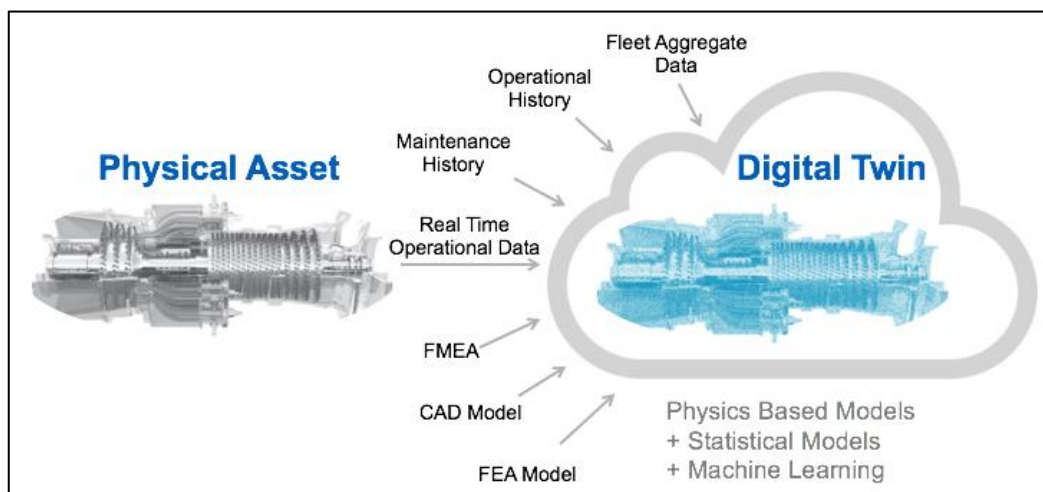 Fleet Aggregate
Data
Operational
History
Maintenance
History
Physical Asset
Digital Twin
Real Time
Operational Data
FMEA
CAD Model
FEA Model
Physics Based Models
+ Statistical Models
+ Machine Learning